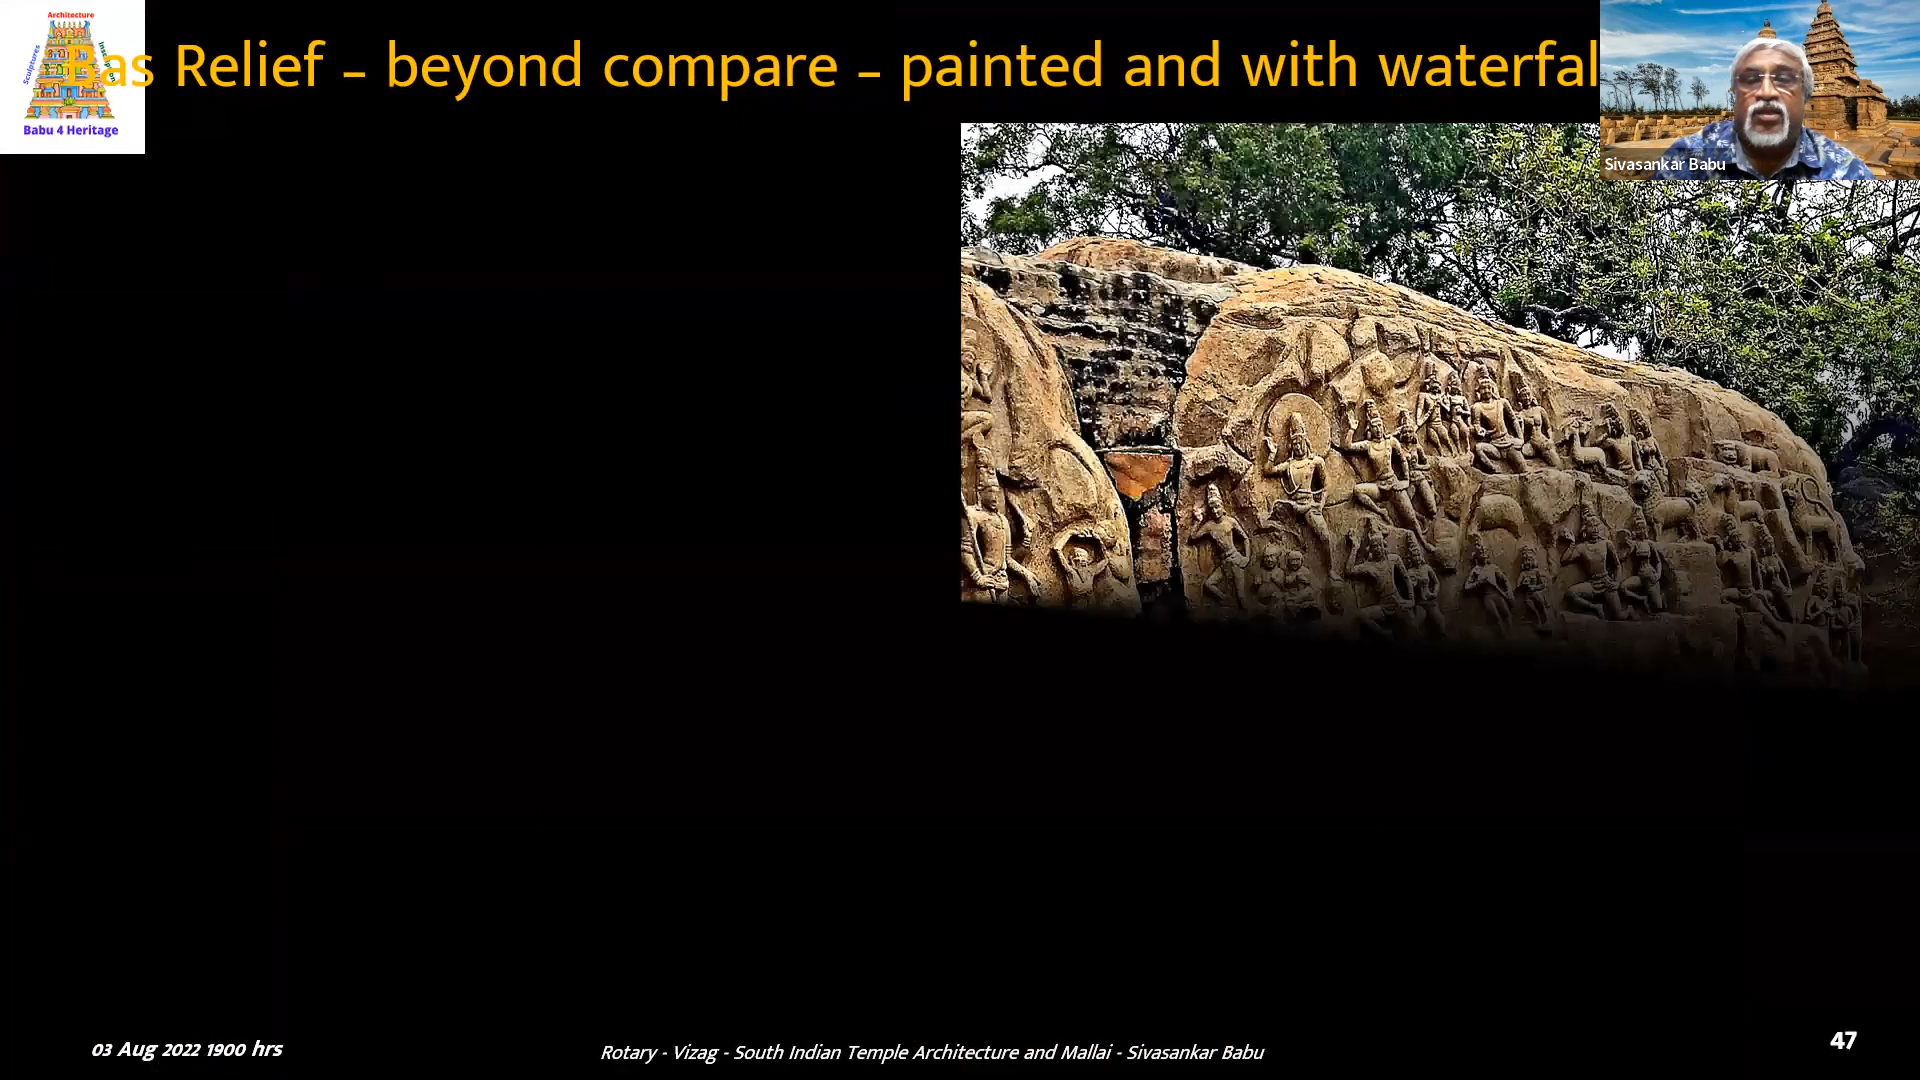 Architecture
Sculptures
Babu 4 Heritage
Bas Relief – beyond compare – painted and with waterfal
Sivasankar Babu
03 Aug 2022 1900 hrs
Rotary - Vizag - South Indian Temple Architecture and Mallai - Sivasankar Babu
47